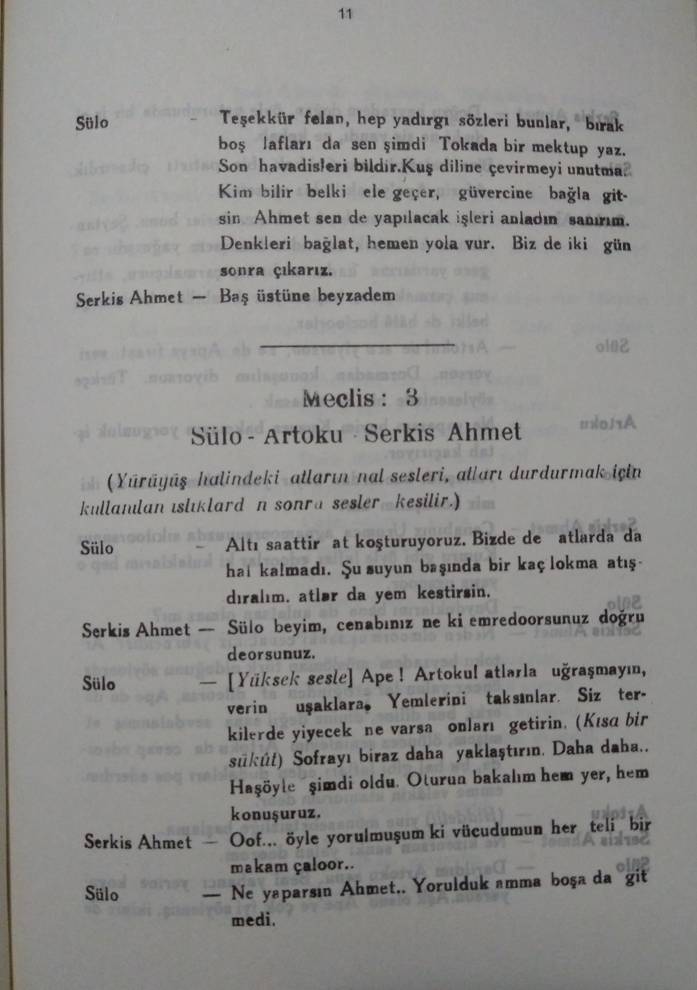 11
Sülo - Teşekkür felan, hep yadırgı sözleri bunlar, bırak
boş lafları da sen şimdi Tokada bir mektup yaz.
Son havadisleri bildir.Kuş diline çevirmeyi unutma.
Kim bilir belki ele geçer, güvercine bağla git-
sin. Ahmet sen de yapılacak işleri anladın sanırım.
Denkleri bağlat, hemen yola vur. Biz de iki gün
sonra çıkarız.
Serkis Ahmet — Baş üstüne beyzadem
Meclis : 3
Sülo - Artoku - Serkis Ahmet
(Yürüyüş halindeki atların nal sesleri, atları durdurmak için
kullanılan ıslıklard n sonra sesler kesilir.)
Sülo - Altı saattir at koşturuyoruz. Bizde de atlarda da
hal kalmadı. Şu suyun başında bir kaç lokma atış-
dıralım. atlar da yem kestirsin.
Serkis Ahmet — Sülo beyim, cenabınız ne ki emredoorsunuz doğru
deorsunuz.
Sülo — [Yüksek sesle] Ape ! Artokul atlarla uğraşmayın,
verin uşaklara. Yemlerini taksınlar. Siz ter-
kilerde yiyecek ne varsa onları getirin. (Kısa bir
sükût) Sofrayı biraz daha yaklaştırın. Daha daha..
Haşöyle şimdi oldu. Oturun bakalım hem yer, hem
konuşuruz.
Serkis Ahmet — Oof... öyle yorulmuşum ki vücudumun her teli bir
makam çaloor..
Sülo — Ne yaparsın Ahmet.. Yorulduk amma boşa da git
medi.